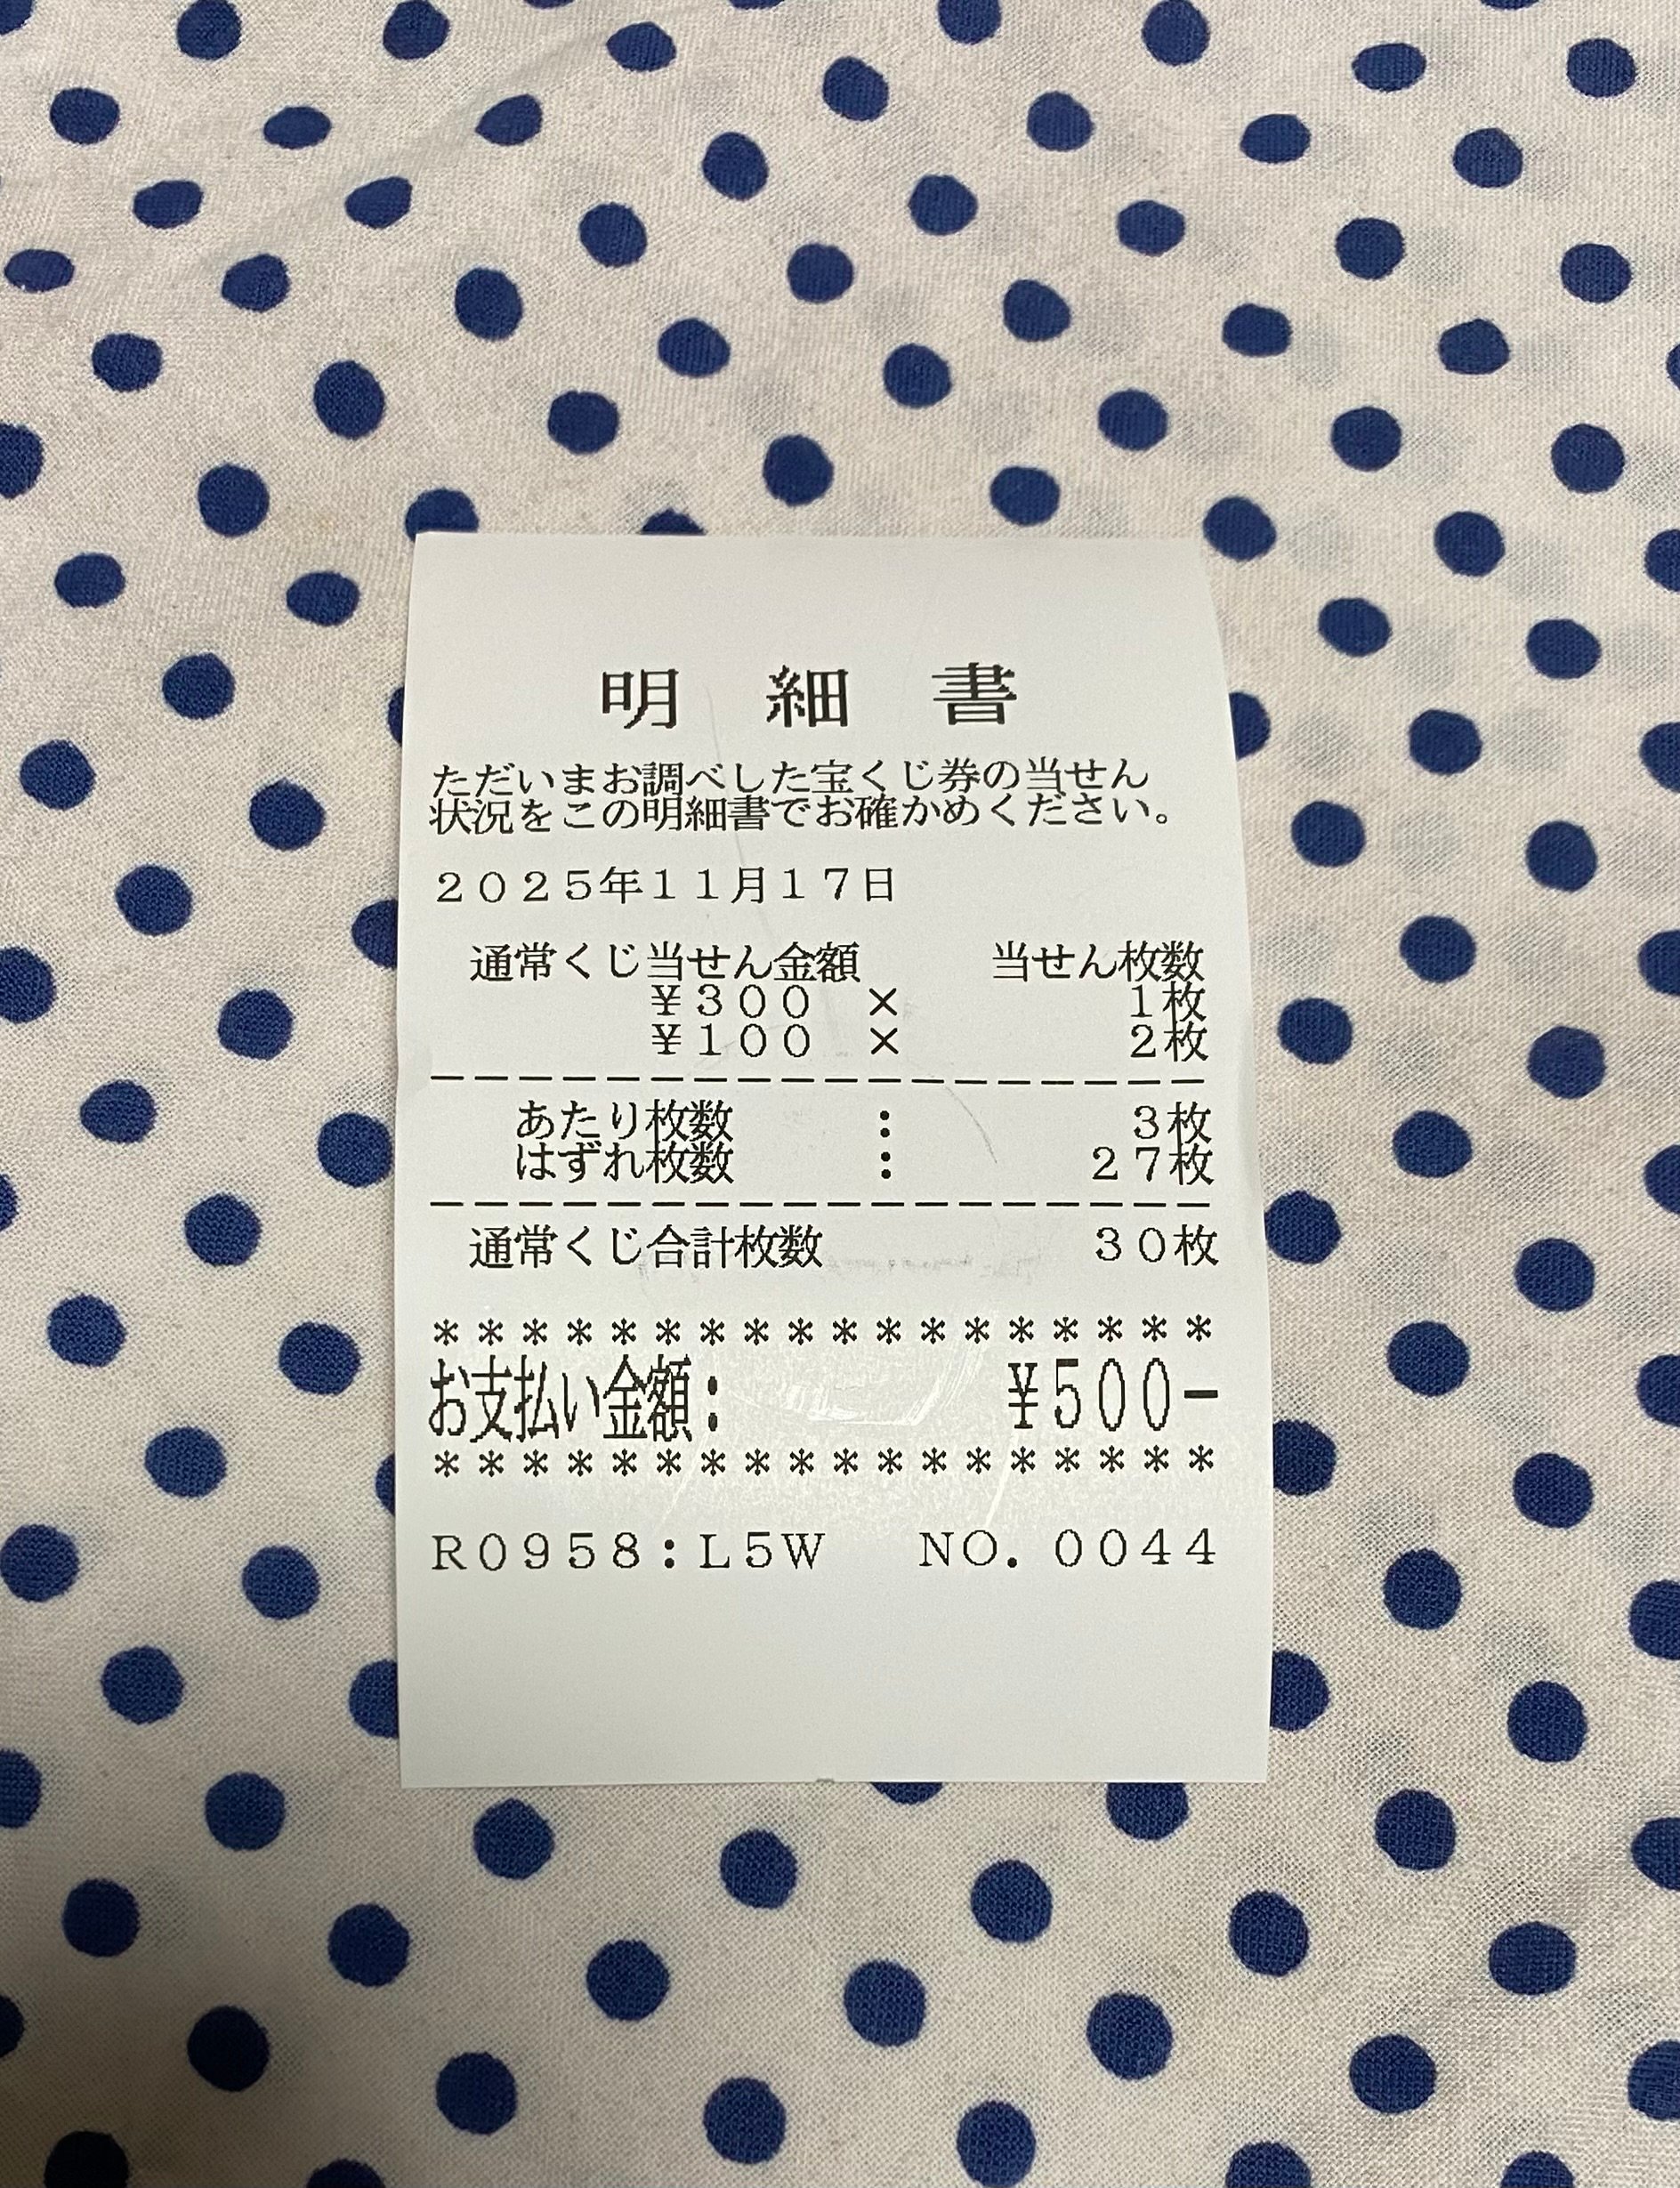 明 細 書
ただいまお調べした宝くじ券の当せん
状況をこの明細書でお確かめください。
２０２５年１１月１７日
通常くじ当せん金額 当せん枚数
¥３００ × １枚
¥１００ × ２枚
－－－－－－－－－－－－－－－－－－
あたり枚数 ： ３枚
はずれ枚数 ： ２７枚
－－－－－－－－－－－－－－－－－－
通常くじ合計枚数 ３０枚
＊＊＊＊＊＊＊＊＊＊＊＊＊＊＊＊＊＊
お支払い金額： ¥５００－
＊＊＊＊＊＊＊＊＊＊＊＊＊＊＊＊＊＊
Ｒ０９５８：Ｌ５Ｗ ＮＯ．００４４